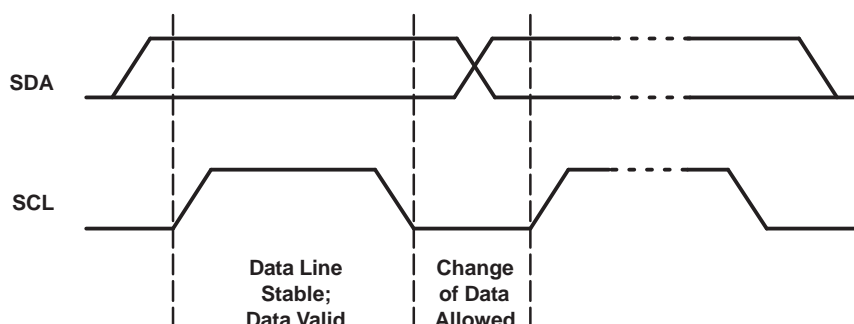 SDA
SCL
Data Line
Stable;
Data Valid
Change
of Data
Allowed